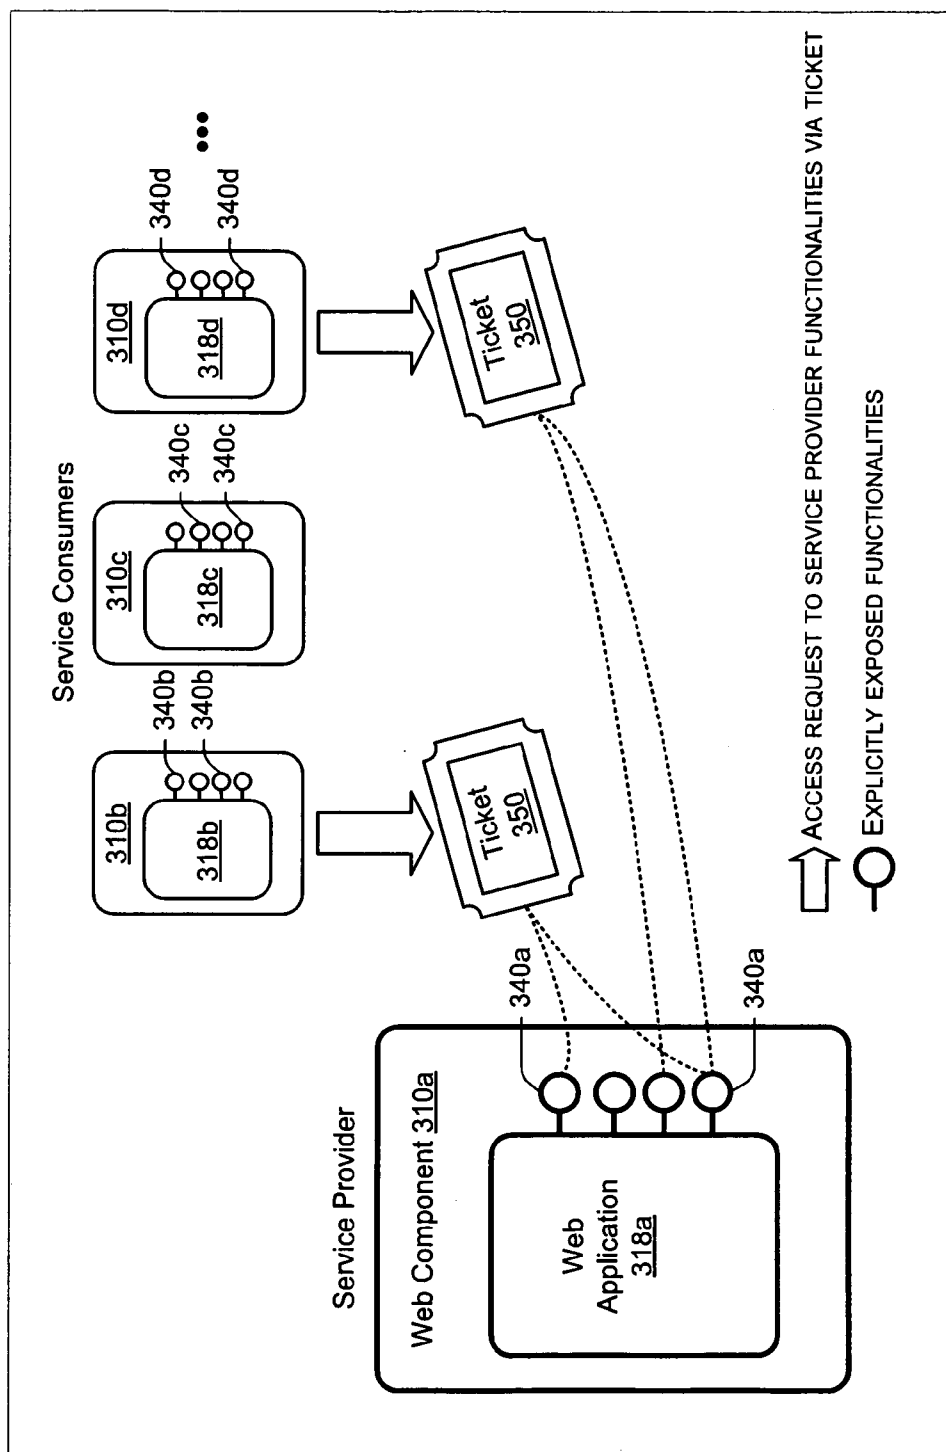 Service Consumers
310b
318b
340b
340b
310c
318c
340c
340c
310d
318d
340d
340d
•••
Ticket
350
Ticket
350
Service Provider
Web Component 310a
Web
Application
318a
340a
340a
ACCESS REQUEST TO SERVICE PROVIDER FUNCTIONALITIES VIA TICKET
EXPLICITLY EXPOSED FUNCTIONALITIES